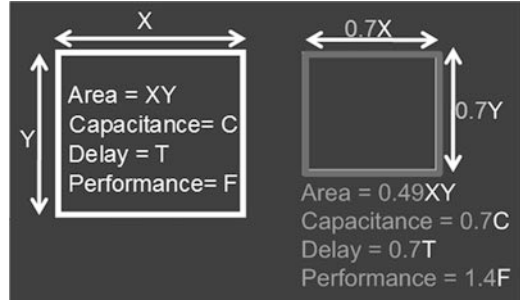 X
Y
Area = XY
Capacitance= C
Delay = T
Performance= F
0.7X
0.7Y
Area = 0.49XY
Capacitance = 0.7C
Delay = 0.7T
Performance = 1.4F